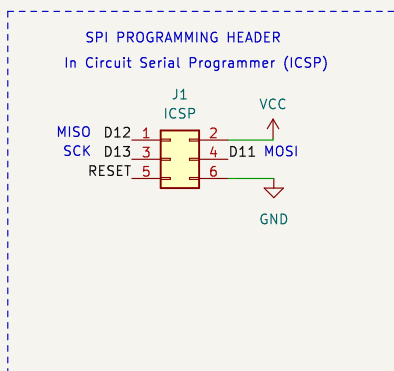 SPI PROGRAMMING HEADER
In Circuit Serial Programmer (ICSP)
J1
ICSP
VCC
MISO D12 1 2
SCK D13 3 4 D11 MOSI
RESET 5 6
GND